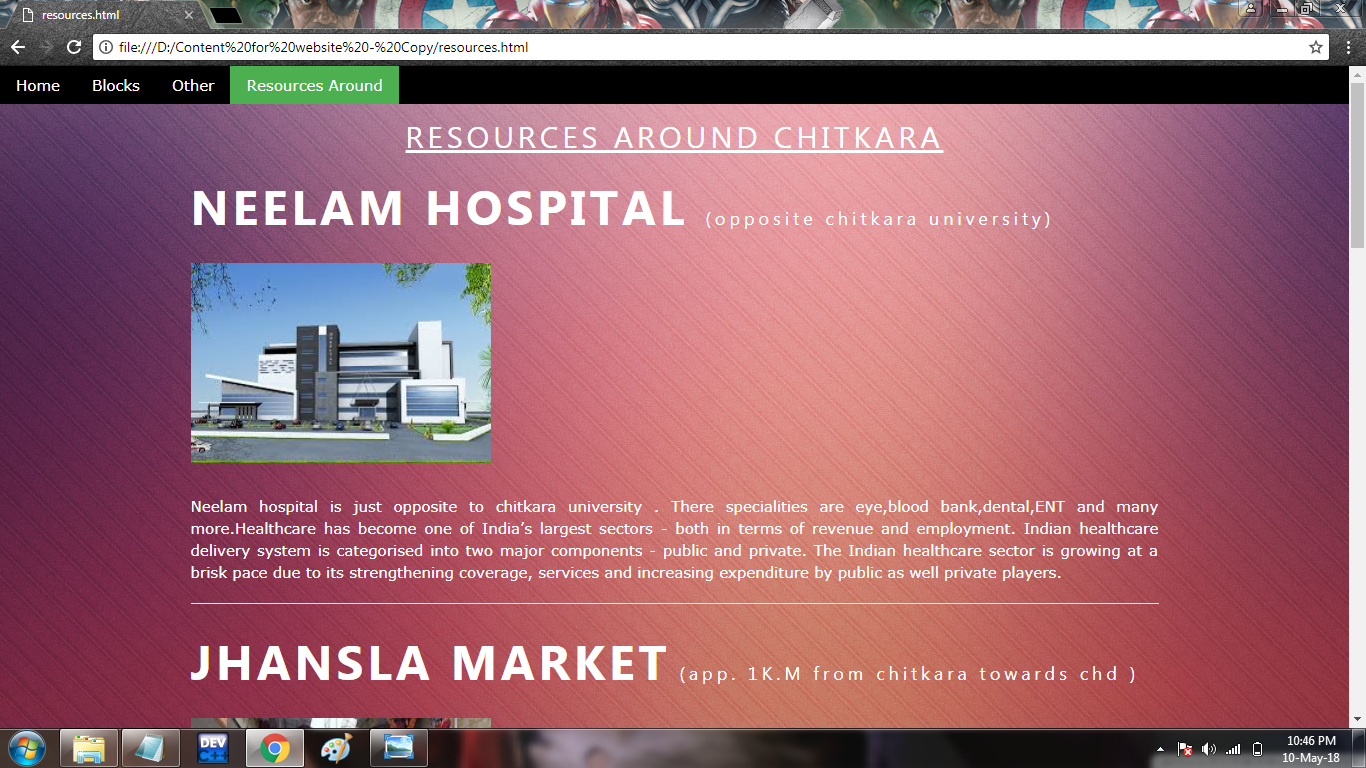 resources.html
file:///D:/Content%20for%20website%20-%20Copy/resources.html
Home Blocks Other Resources Around
RESOURCES AROUND CHITKARA
NEELAM HOSPITAL (opposite chitkara university)
HOSPITAL
Neelam hospital is just opposite to chitkara university . There specialities are eye,blood bank,dental,ENT and many
more.Healthcare has become one of India’s largest sectors - both in terms of revenue and employment. Indian healthcare
delivery system is categorised into two major components - public and private. The Indian healthcare sector is growing at a
brisk pace due to its strengthening coverage, services and increasing expenditure by public as well private players.
JHANSLA MARKET (app. 1K.M from chitkara towards chd )
DEV
C++
10:46 PM
10-May-18